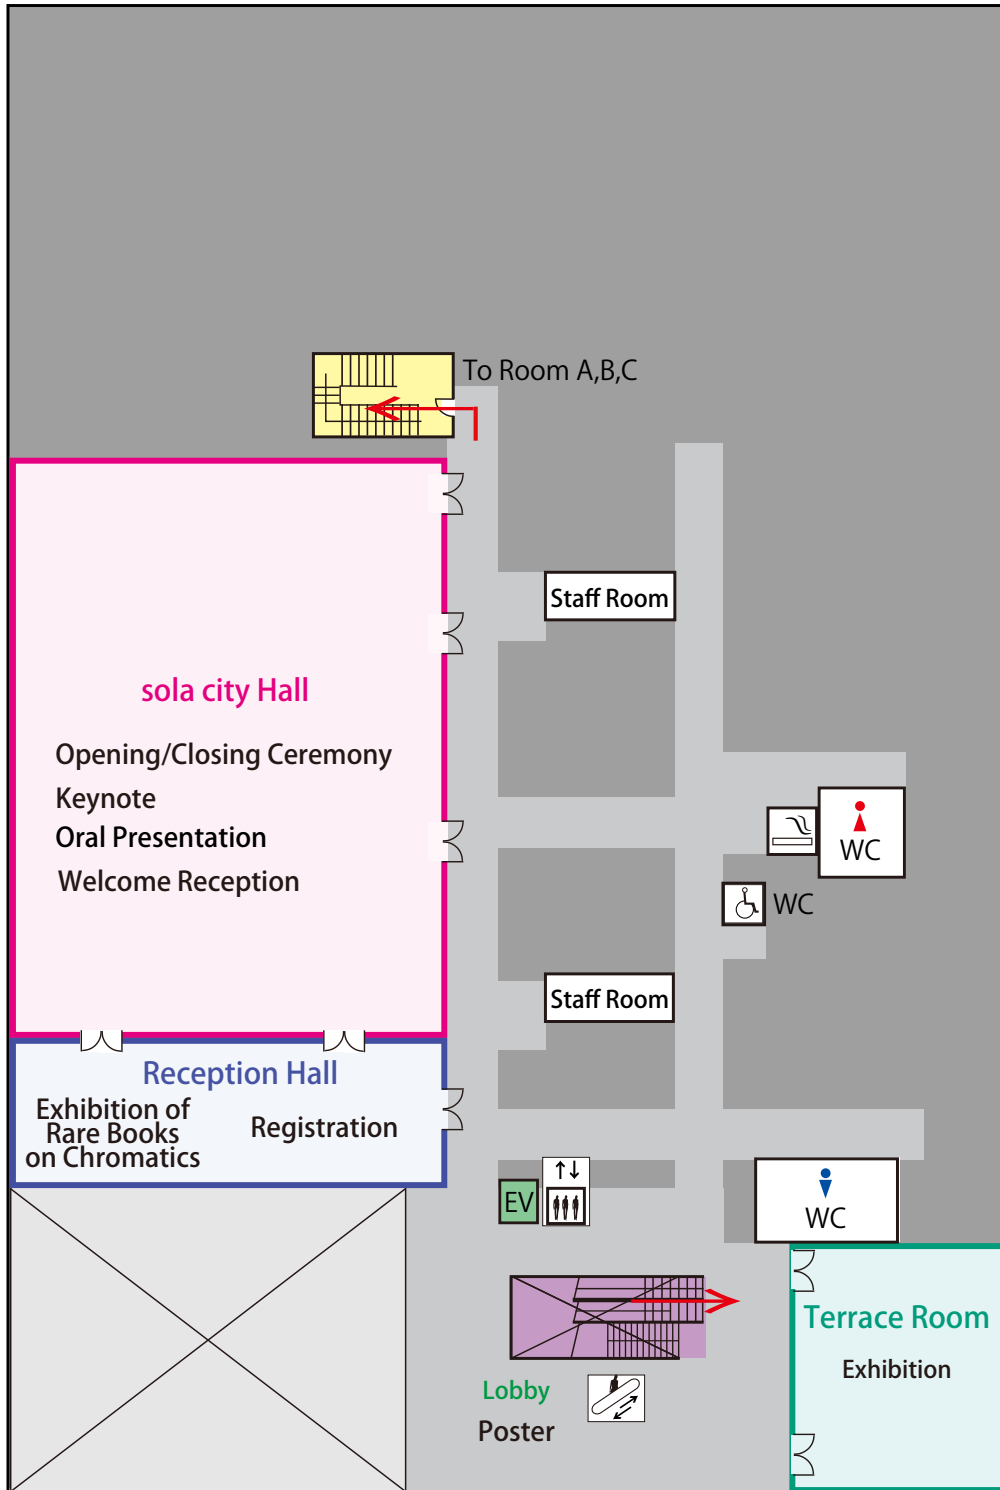 To Room A,B,C
Staff Room
sola city Hall
Opening/Closing Ceremony
Keynote
Oral Presentation
Welcome Reception
WC
WC
Staff Room
Reception Hall
Exhibition of
Rare Books
on Chromatics
Registration
EV
WC
Terrace Room
Exhibition
Lobby
Poster